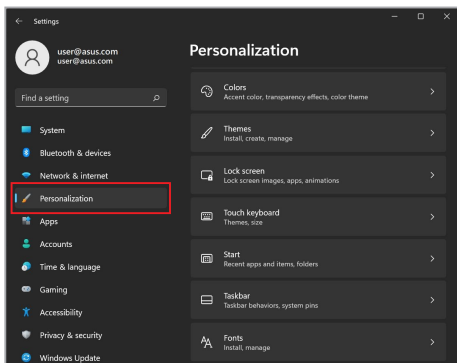 Settings
user@asus.com
user@asus.com
Find a setting
System
Bluetooth & devices
Network & internet
Personalization
Apps
Accounts
Time & language
Gaming
Accessibility
Privacy & security
Windows Update
Personalization
Colors
Accent color, transparency effects, color theme
Themes
Install, create, manage
Lock screen
Lock screen images, apps, animations
Touch keyboard
Themes, size
Start
Recent apps and items, folders
Taskbar
Taskbar behaviors, system pins
Fonts
Install, manage